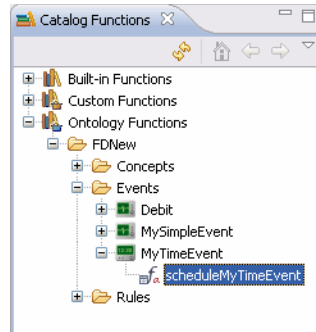 Catalog Functions
Built-in Functions
Custom Functions
Ontology Functions
FDNew
Concepts
Events
Debit
MySimpleEvent
MyTimeEvent
scheduleMyTimeEvent
Rules